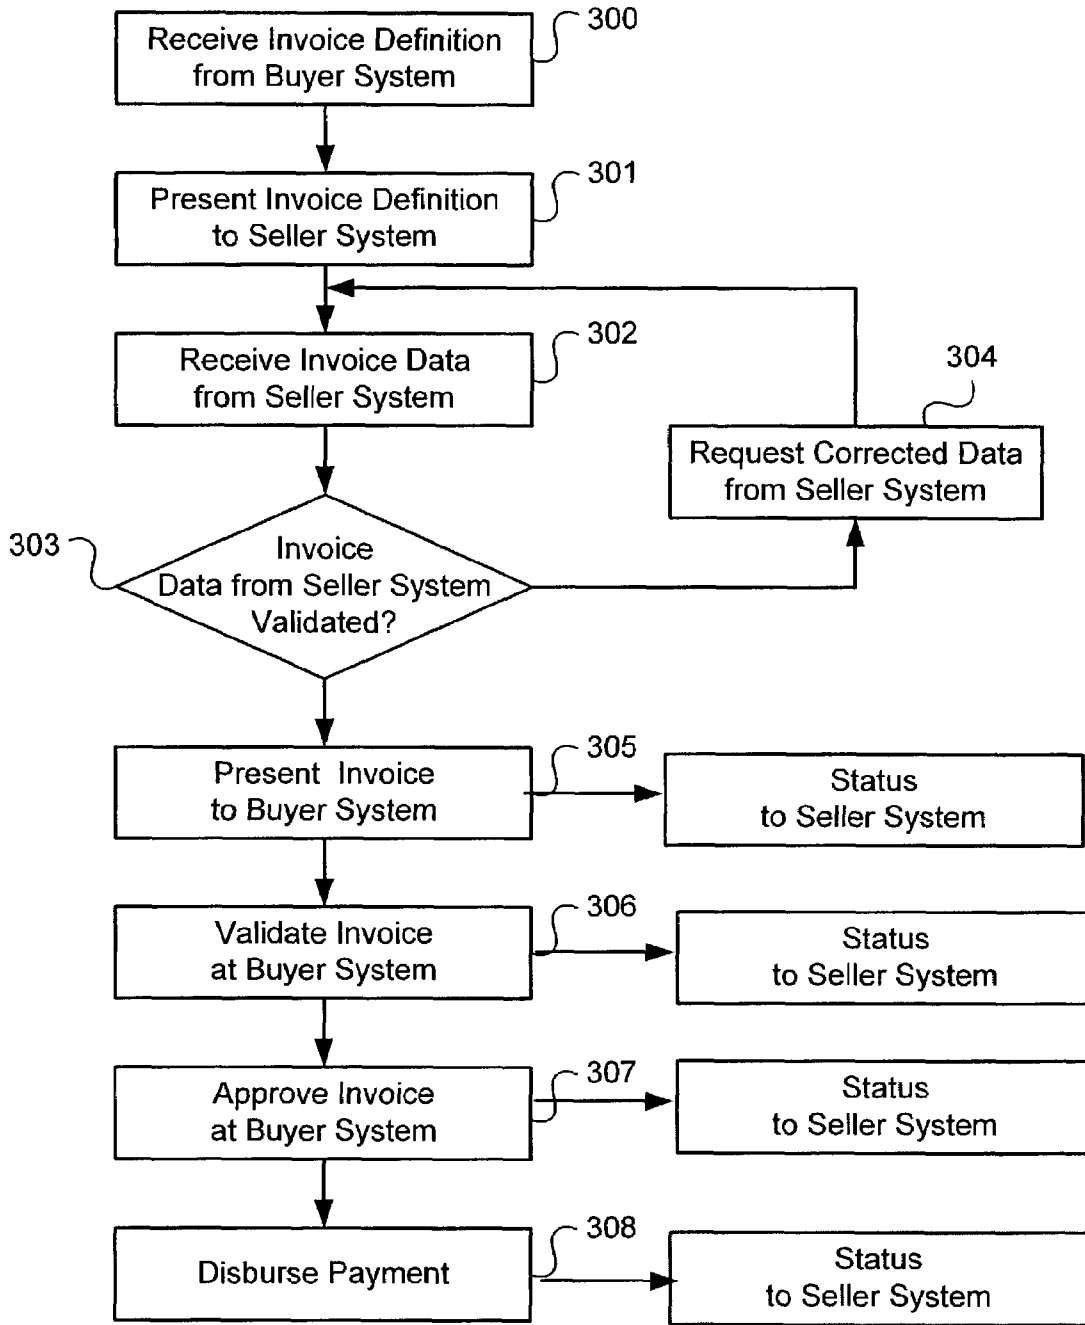 Receive Invoice Definition
from Buyer System
300
Present Invoice Definition
to Seller System
301
Receive Invoice Data
from Seller System
302
304
Request Corrected Data
from Seller System
303
Invoice
Data from Seller System
Validated?
Present Invoice
to Buyer System
305
Status
to Seller System
Validate Invoice
at Buyer System
306
Status
to Seller System
Approve Invoice
at Buyer System
307
Status
to Seller System
Disburse Payment
308
Status
to Seller System